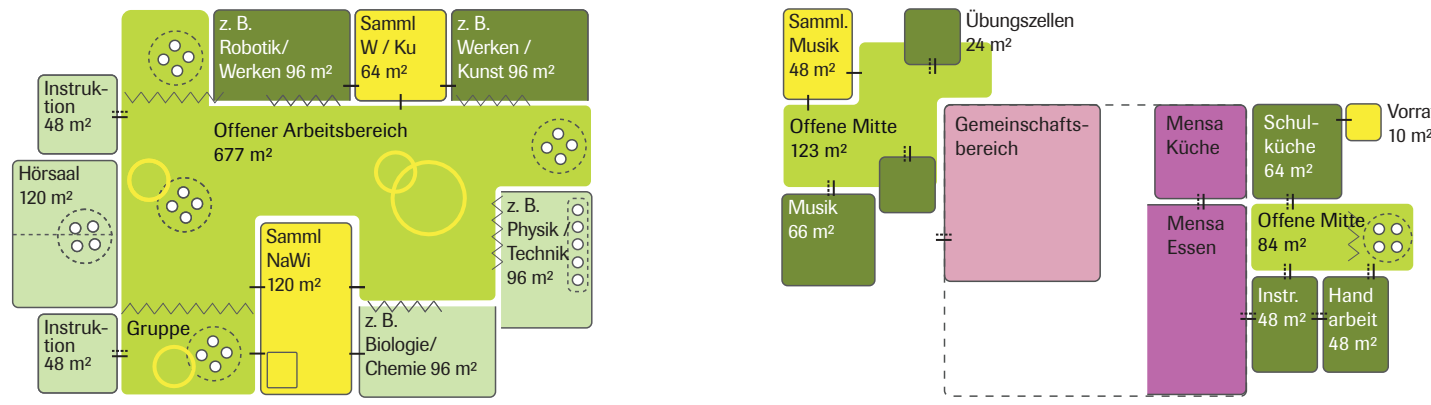 z. B.
Robotik/
Werken 96 m²
Samml
W / Ku
64 m²
z. B.
Werken /
Kunst 96 m²
Instruk-
tion
48 m²
Offener Arbeitsbereich
677 m²
Hörsaal
120 m²
z. B.
Physik /
Technik
96 m²
Samml
NaWi
120 m²
Instruk-
tion
48 m²
Gruppe
z. B.
Biologie/
Chemie 96 m²
Samml.
Musik
48 m²
Übungszellen
24 m²
Offene Mitte
123 m²
Musik
66 m²
Gemeinschafts-
bereich
Mensa
Küche
Schul-
küche
64 m²
Vorra
10 m²
Mensa
Essen
Offene Mitte
84 m²
Instr.
48 m²
Hand
arbeit
48 m²